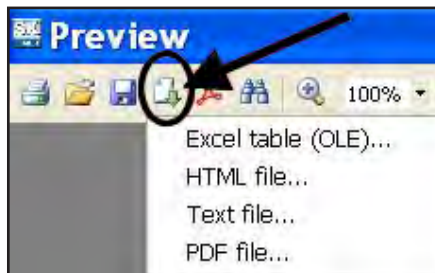 Preview
100%
Excel table (OLE)...
HTML file...
Text file...
PDF file...